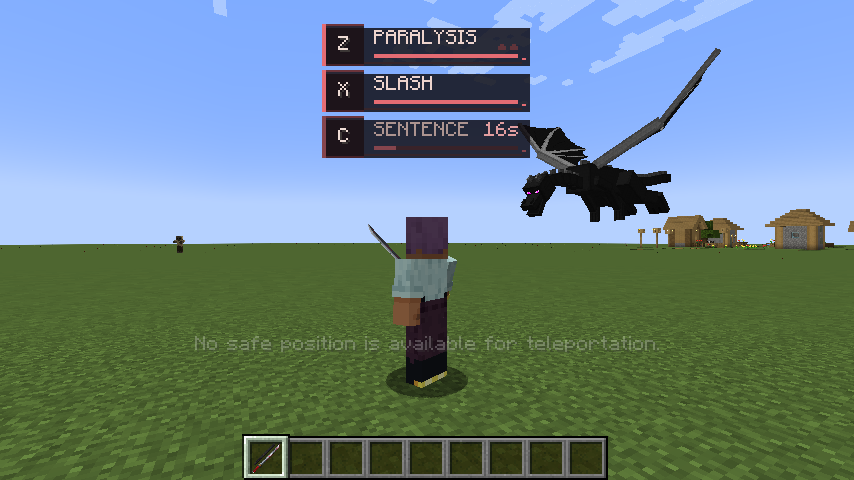 Z PARALYSIS
X SLASH
C SENTENCE 16s
No safe position is available for teleportation.